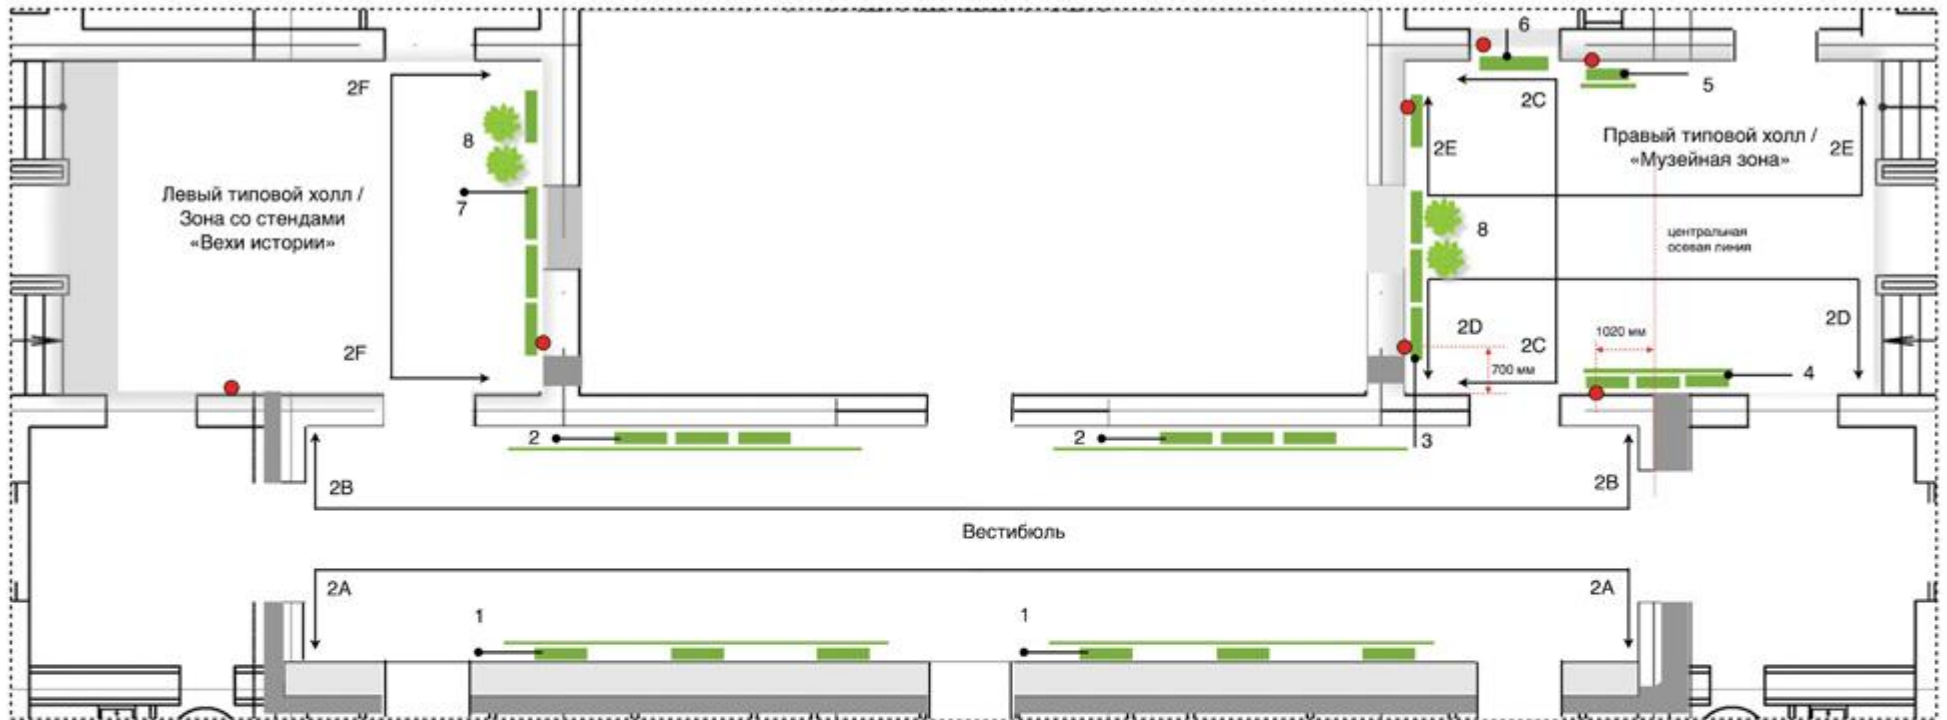 6
2F
2C
5
8
2E
Правый типовой холл /
«Музейная зона»
2E
Левый типовой холл /
Зона со стендами
«Вехи истории»
7
8
центральная
осевая линия
2F
2D
2C
1020 мм
2D
700 мм
4
2
2
3
2B
2B
Вестибюль
2A
2A
1
1